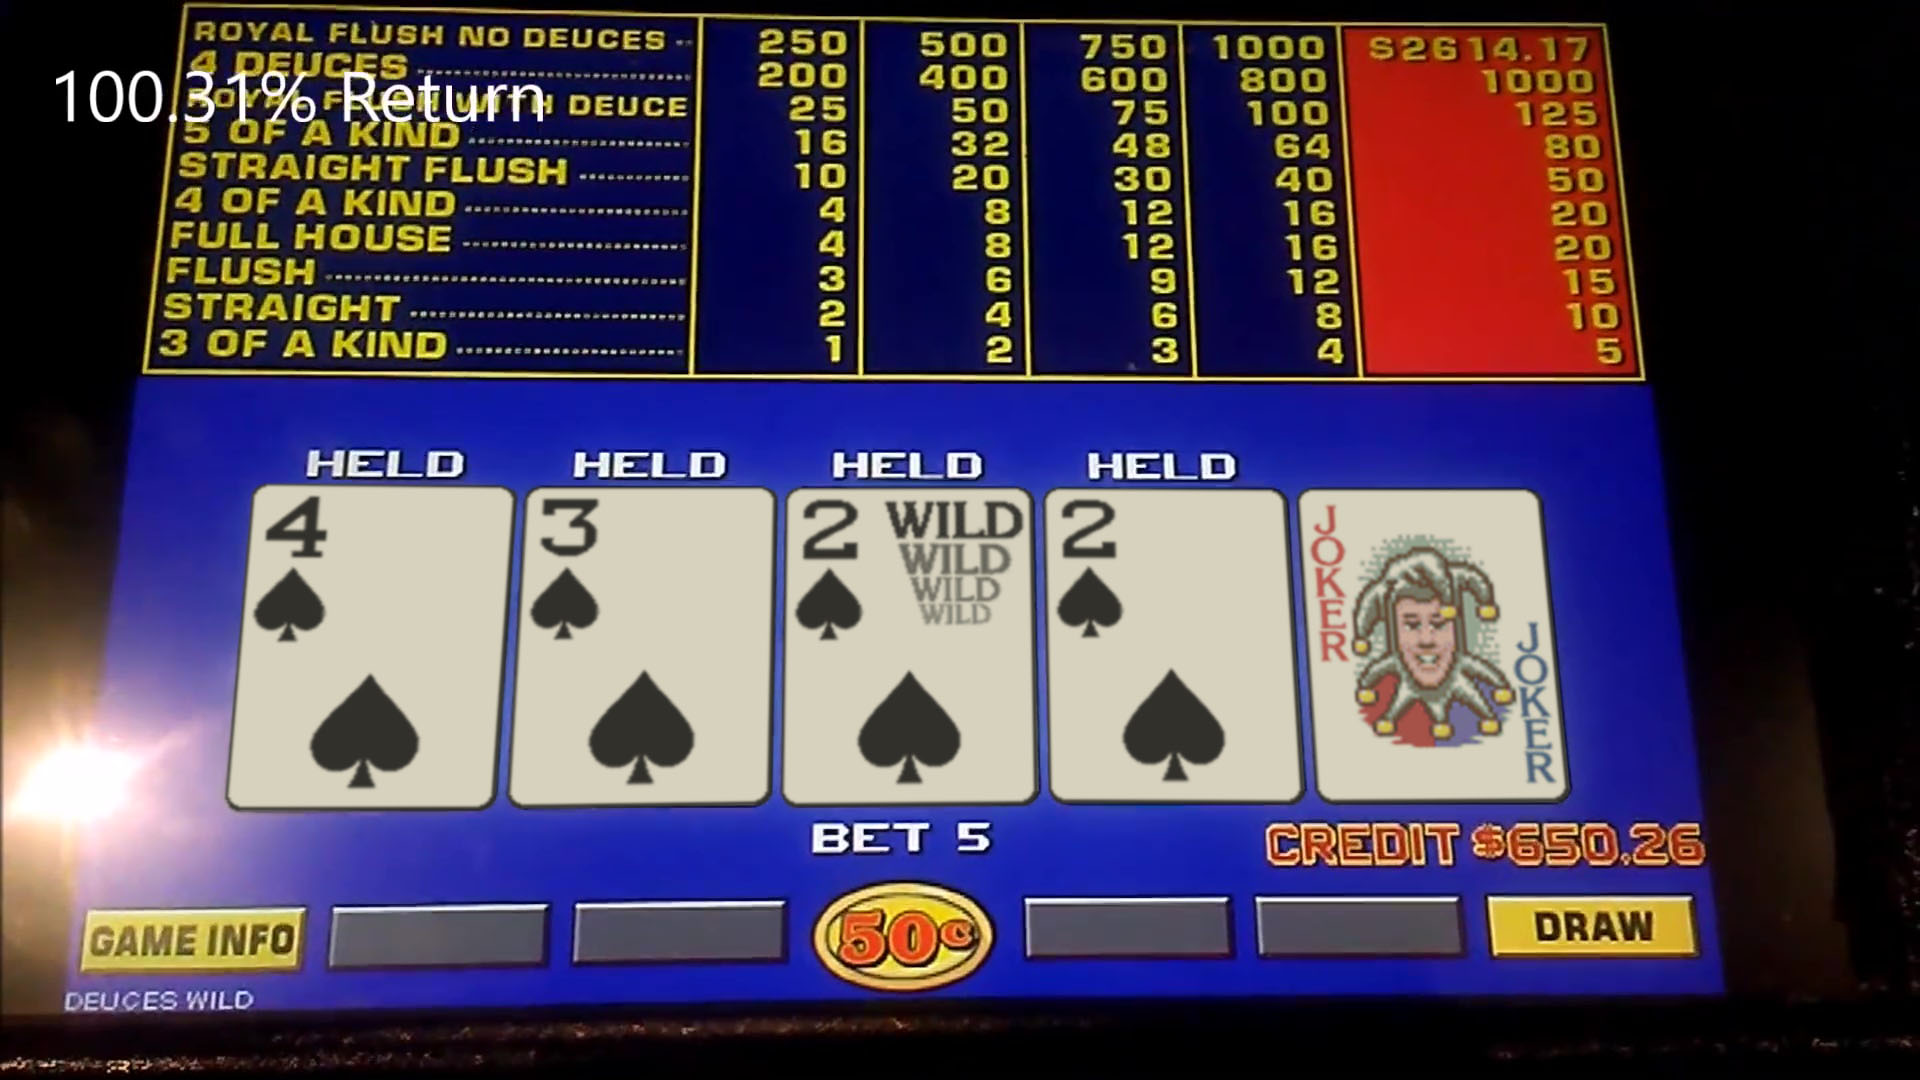 ROYAL FLUSH NO DEUCES 250 500 750 1000 $2614.17
4 DEUCES 200 400 600 800 1000
100.31% Return
ROYAL FLUSH WITH DEUCE 25 50 75 100 125
5 OF A KIND 16 32 48 64 80
STRAIGHT FLUSH 10 20 30 40 50
4 OF A KIND 4 8 12 16 20
FULL HOUSE 4 8 12 16 20
FLUSH 3 6 9 12 15
STRAIGHT 2 4 6 8 10
3 OF A KIND 1 2 3 4 5
HELD HELD HELD HELD
4 3 2 WILD 2 JOKER
WILD
WILD
WILD
JOKER
BET 5 CREDIT $650.26
GAME INFO 50¢ DRAW
DEUCES WILD